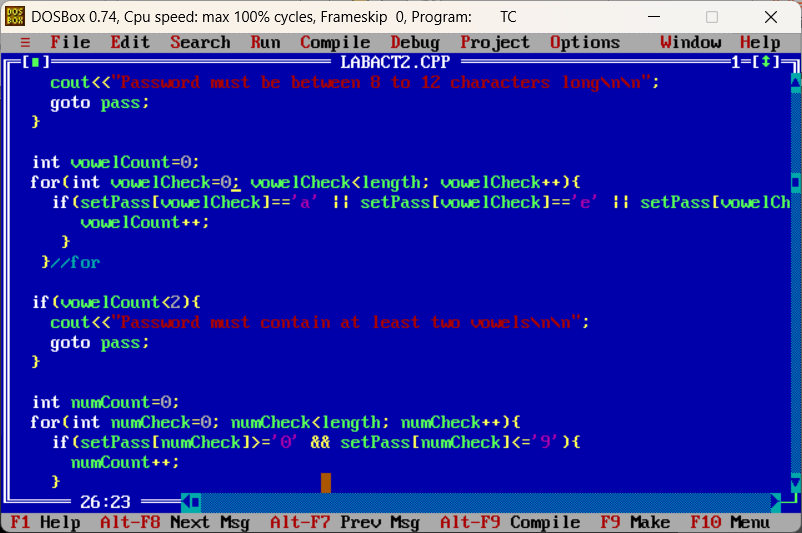 DOSBox 0.74, Cpu speed: max 100% cycles, Frameskip 0, Program: TC
≡ File Edit Search Run Compile Debug Project Options Window Help
[■] LABACT2.CPP 1=[↕]
cout<<"Password must be between 8 to 12 characters long\n\n";
goto pass;
}
int vowelCount=0;
for(int vowelCheck=0; vowelCheck<length; vowelCheck++){
if(setPass[vowelCheck]=='a' || setPass[vowelCheck]=='e' || setPass[vowelCh
vowelCount++;
}
}//for
if(vowelCount<2){
cout<<"Password must contain at least two vowels\n\n";
goto pass;
}
int numCount=0;
for(int numCheck=0; numCheck<length; numCheck++){
if(setPass[numCheck]>='0' && setPass[numCheck]<='9'){
numCount++;
}
26:23
F1 Help Alt-F8 Next Msg Alt-F7 Prev Msg Alt-F9 Compile F9 Make F10 Menu